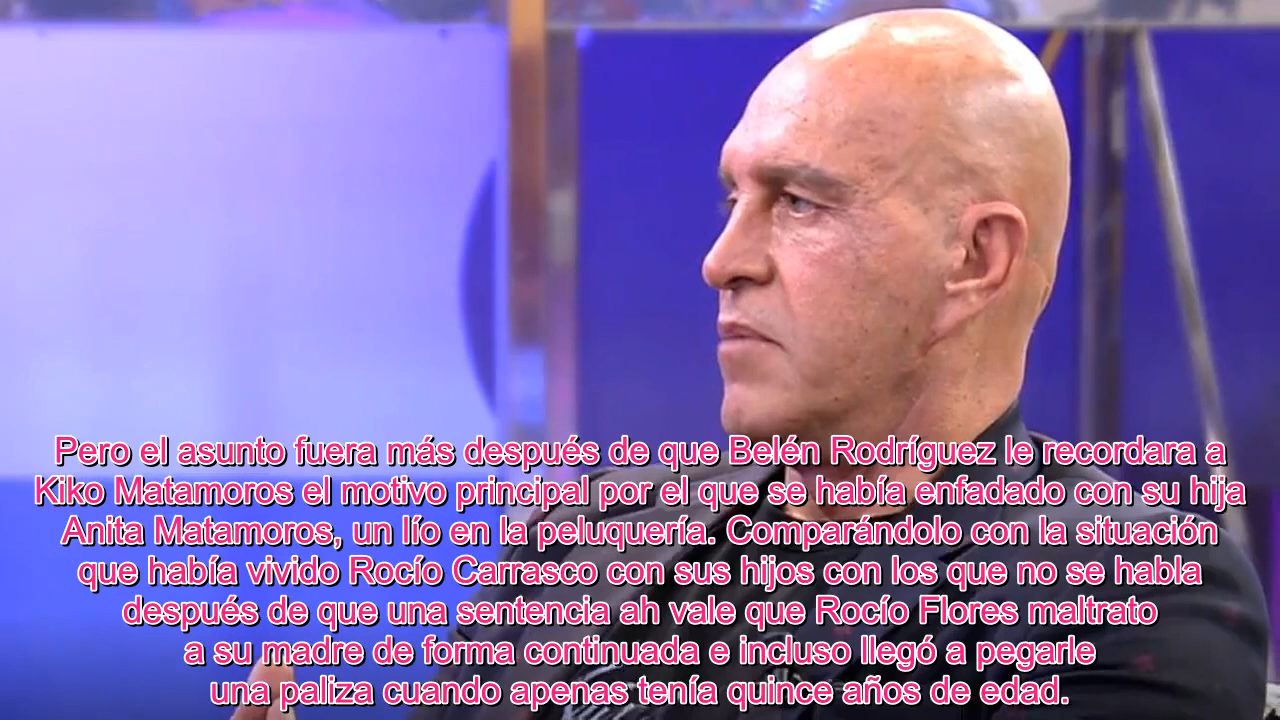 Pero el asunto fuera más después de que Belén Rodríguez le recordara a
Kiko Matamoros el motivo principal por el que se había enfadado con su hija
Anita Matamoros, un lío en la peluquería. Comparándolo con la situación
que había vivido Rocío Carrasco con sus hijos con los que no se habla
después de que una sentencia ah vale que Rocío Flores maltrato
a su madre de forma continuada e incluso llegó a pegarle
una paliza cuando apenas tenía quince años de edad.